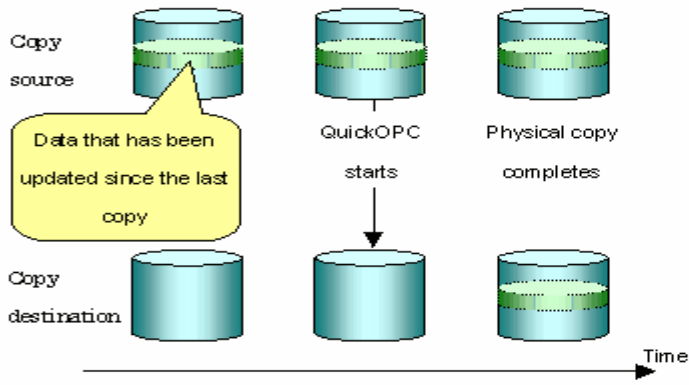 Copy
source
Data that has been
updated since the last
copy
QuickOPC
starts
Physical copy
completes
Copy
destination
Time